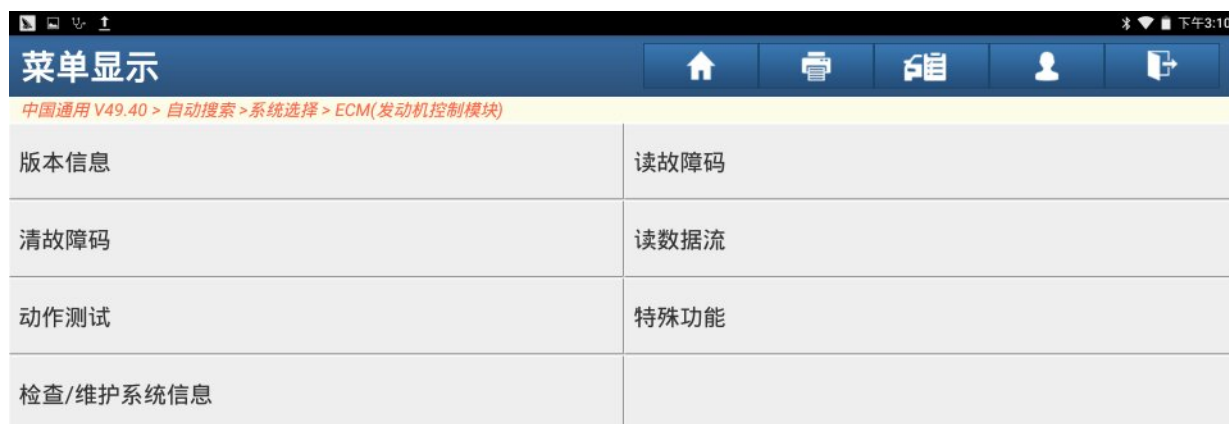 下午3:10
菜单显示
中国通用 V49.40 > 自动搜索 >系统选择 > ECM(发动机控制模块)
版本信息
读故障码
清故障码
读数据流
动作测试
特殊功能
检查/维护系统信息